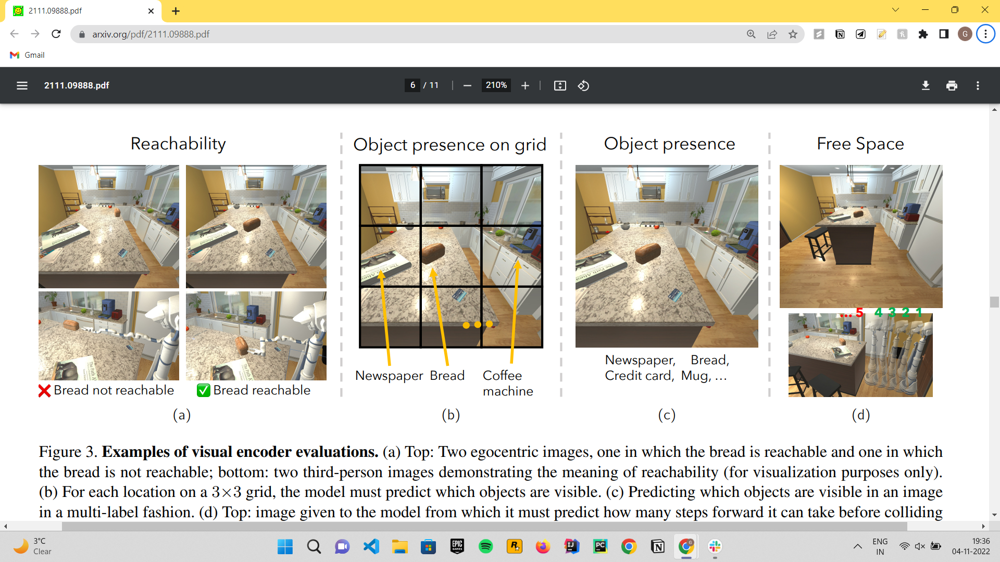 2111.09888.pdf
arxiv.org/pdf/2111.09888.pdf
G
Gmail
2111.09888.pdf
6 / 11
210%
Reachability
Object presence on grid
Object presence
Free Space
The Path Ahead
... 5 4 3 2 1
Newspaper Bread Coffee machine
Newspaper, Bread,
Credit card, Mug, ...
Bread not reachable
Bread reachable
(a)
(b)
(c)
(d)
Figure 3. Examples of visual encoder evaluations. (a) Top: Two egocentric images, one in which the bread is reachable and one in which
the bread is not reachable; bottom: two third-person images demonstrating the meaning of reachability (for visualization purposes only).
(b) For each location on a 3×3 grid, the model must predict which objects are visible. (c) Predicting which objects are visible in an image
in a multi-label fashion. (d) Top: image given to the model from which it must predict how many steps forward it can take before colliding
3°C
Clear
EPIC
GAMES
IJ
PC
ENG
IN
19:36
04-11-2022